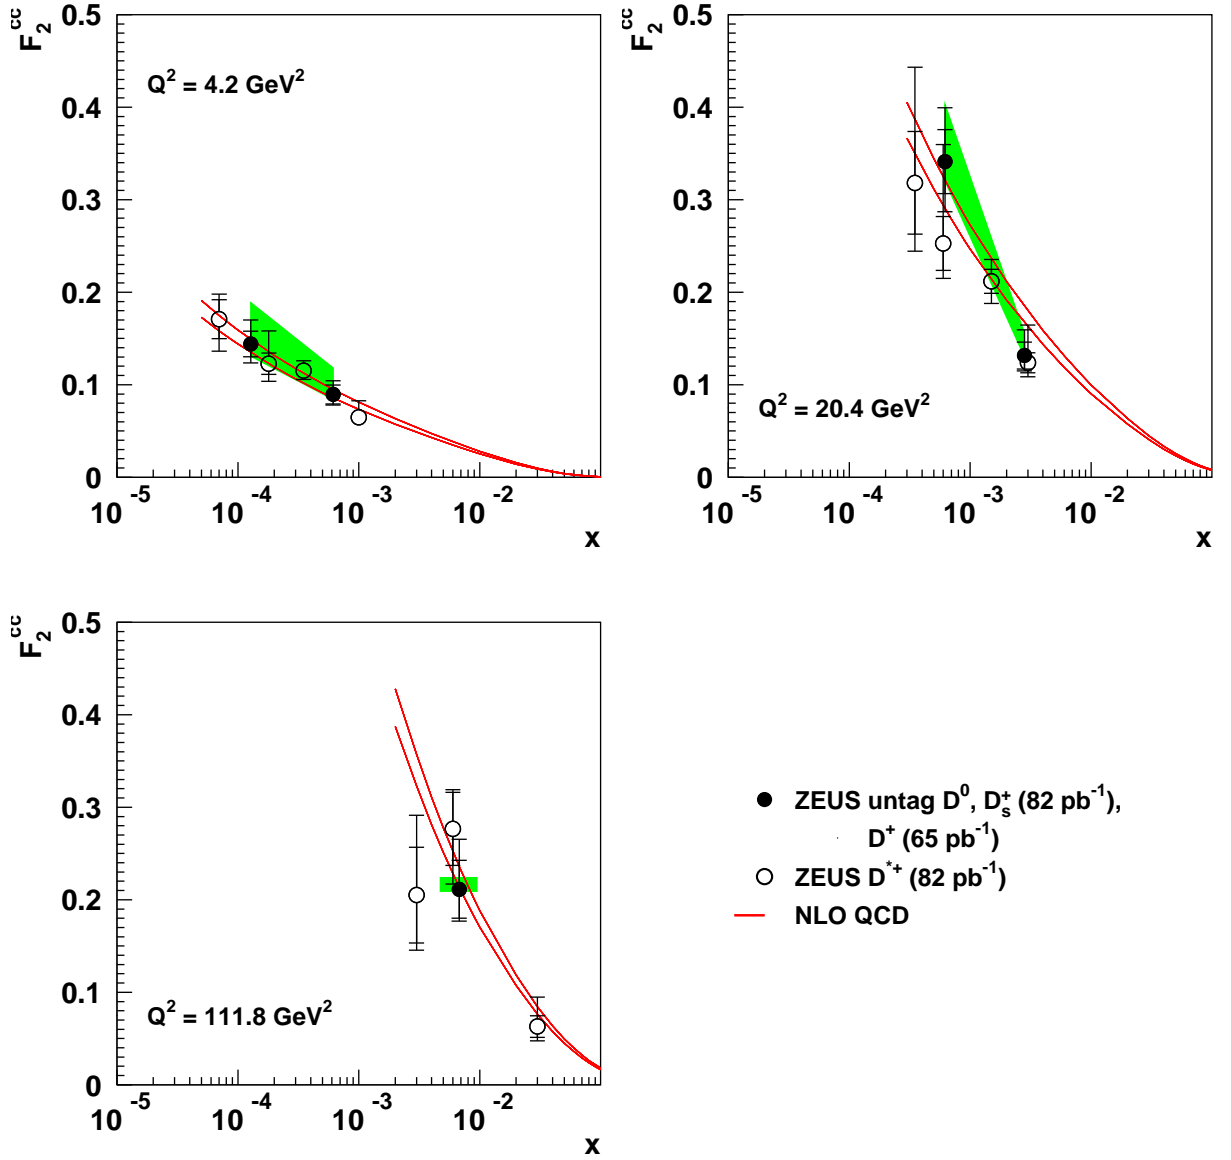 F₂ᶜᶜ
0.5
0.4
0.3
0.2
0.1
0
Q² = 4.2 GeV²
10⁻⁵ 10⁻⁴ 10⁻³ 10⁻²
x
F₂ᶜᶜ
0.5
0.4
0.3
0.2
0.1
0
Q² = 20.4 GeV²
10⁻⁵ 10⁻⁴ 10⁻³ 10⁻²
x
F₂ᶜᶜ
0.5
0.4
0.3
0.2
0.1
0
Q² = 111.8 GeV²
10⁻⁵ 10⁻⁴ 10⁻³ 10⁻²
x
ZEUS untag D⁰, Dₛ⁺ (82 pb⁻¹),
D⁺ (65 pb⁻¹)
ZEUS D*⁺ (82 pb⁻¹)
NLO QCD